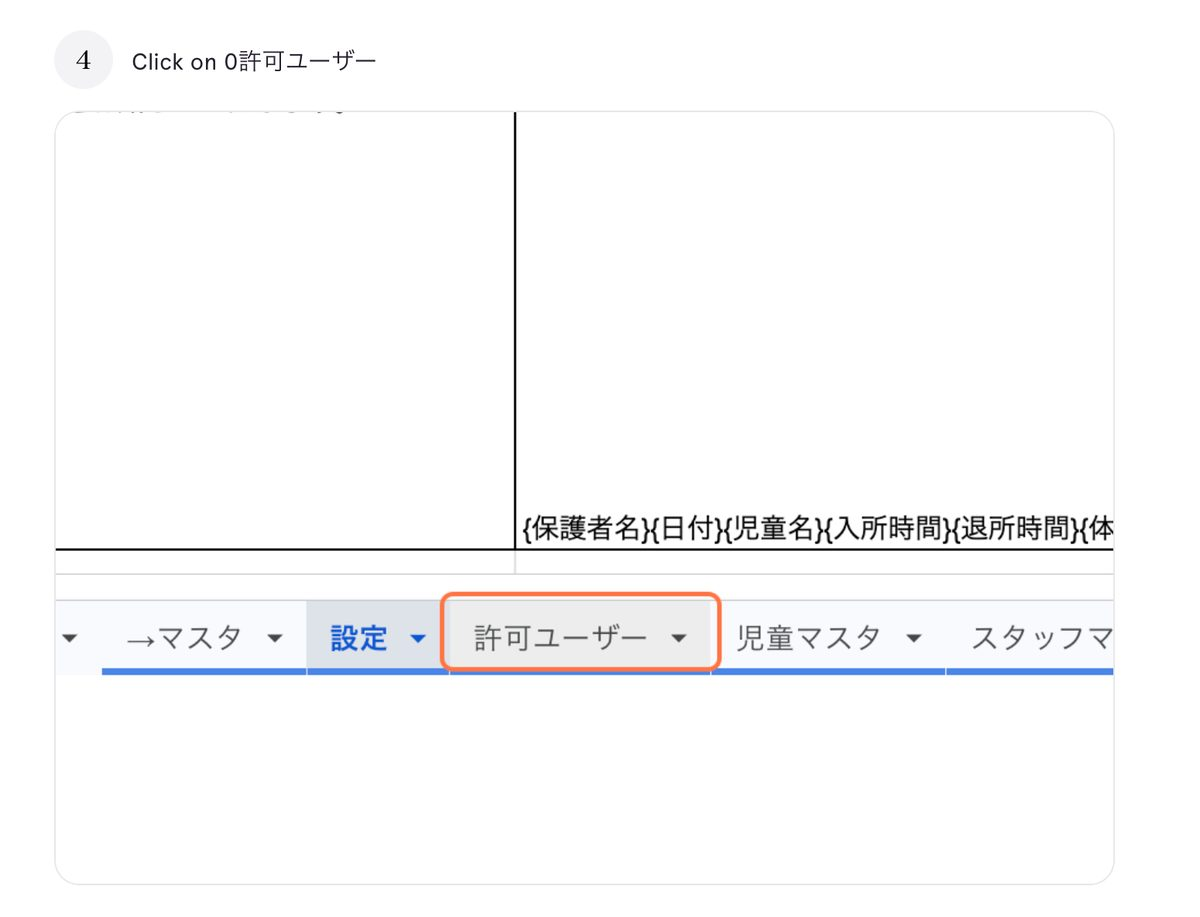 4
Click on 0許可ユーザー
{保護者名}{日付}{児童名}{入所時間}{退所時間}{体
→マスタ
設定
許可ユーザー
児童マスタ
スタッフマ